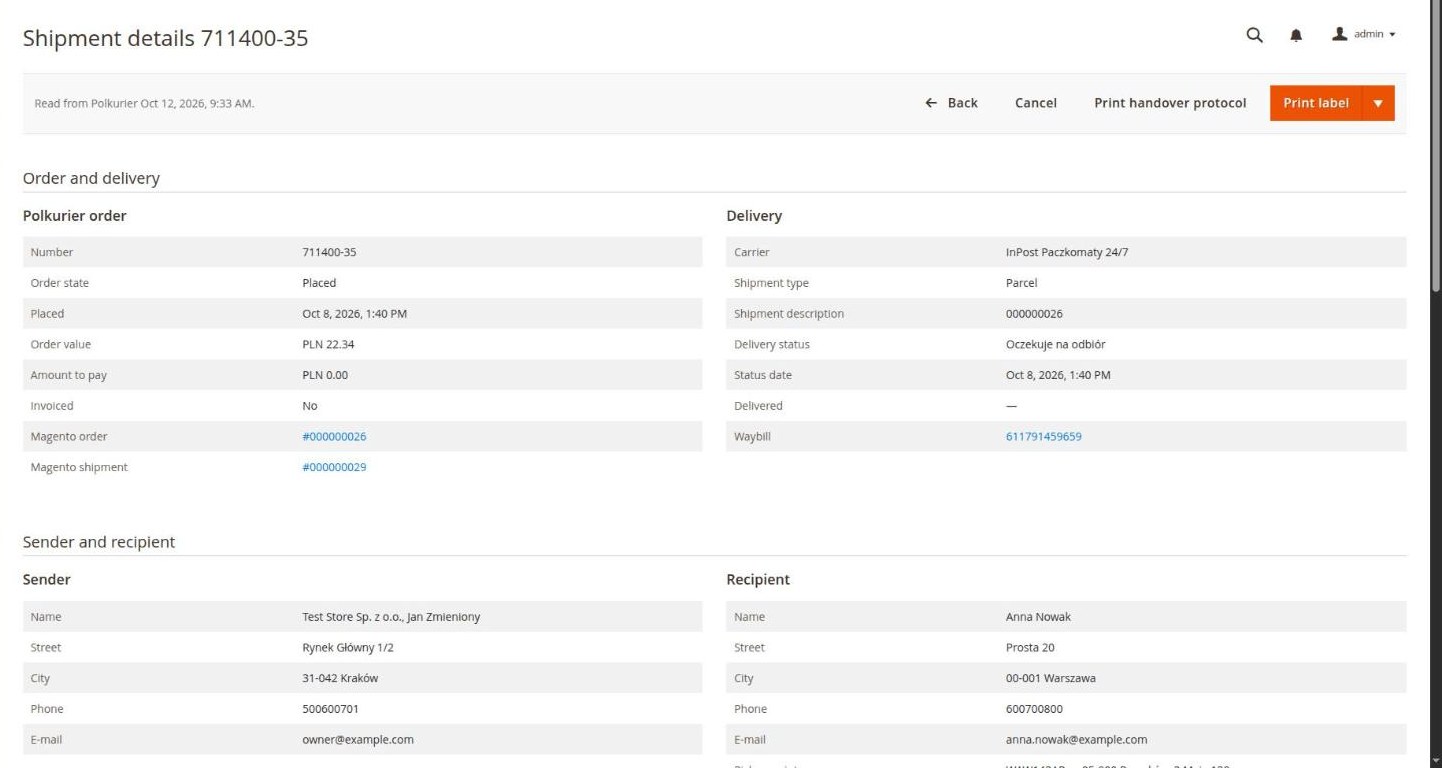 Shipment details 711400-35
admin
Read from Polkurier Oct 12, 2026, 9:33 AM.
Back
Cancel
Print handover protocol
Print label
Order and delivery
Polkurier order
Number 711400-35
Order state Placed
Placed Oct 8, 2026, 1:40 PM
Order value PLN 22.34
Amount to pay PLN 0.00
Invoiced No
Magento order #000000026
Magento shipment #000000029
Delivery
Carrier InPost Paczkomaty 24/7
Shipment type Parcel
Shipment description 000000026
Delivery status Oczekuje na odbiór
Status date Oct 8, 2026, 1:40 PM
Delivered —
Waybill 611791459659
Sender and recipient
Sender
Name Test Store Sp. z o.o., Jan Zmieniony
Street Rynek Główny 1/2
City 31-042 Kraków
Phone 500600701
E-mail owner@example.com
Recipient
Name Anna Nowak
Street Prosta 20
City 00-001 Warszawa
Phone 600700800
E-mail anna.nowak@example.com